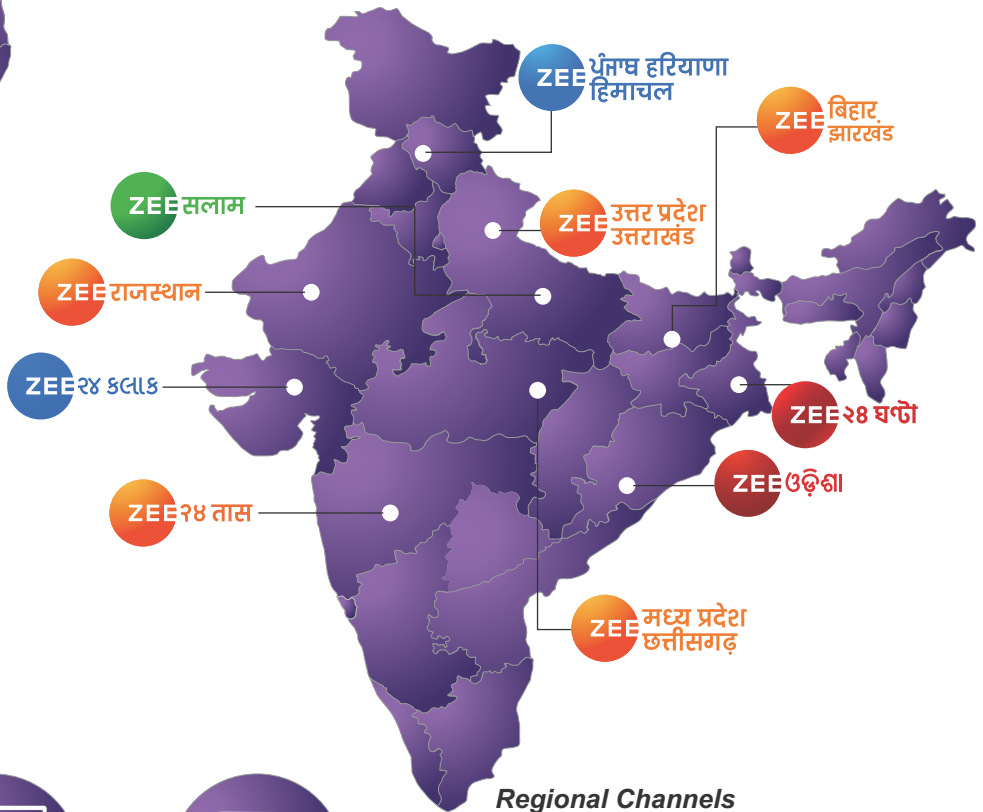 ZEE ਪੰਜਾਬ हरियाणा
हिमाचल
ZEE बिहार
झारखंड
ZEE सलाम
ZEE उत्तर प्रदेश
उत्तराखंड
ZEE राजस्थान
ZEE ૨૪ કલાક
ZEE ২৪ ঘণ্টা
ZEE ଓଡ଼ିଶା
ZEE २४ तास
ZEE मध्य प्रदेश
छत्तीसगढ़
Regional Channels